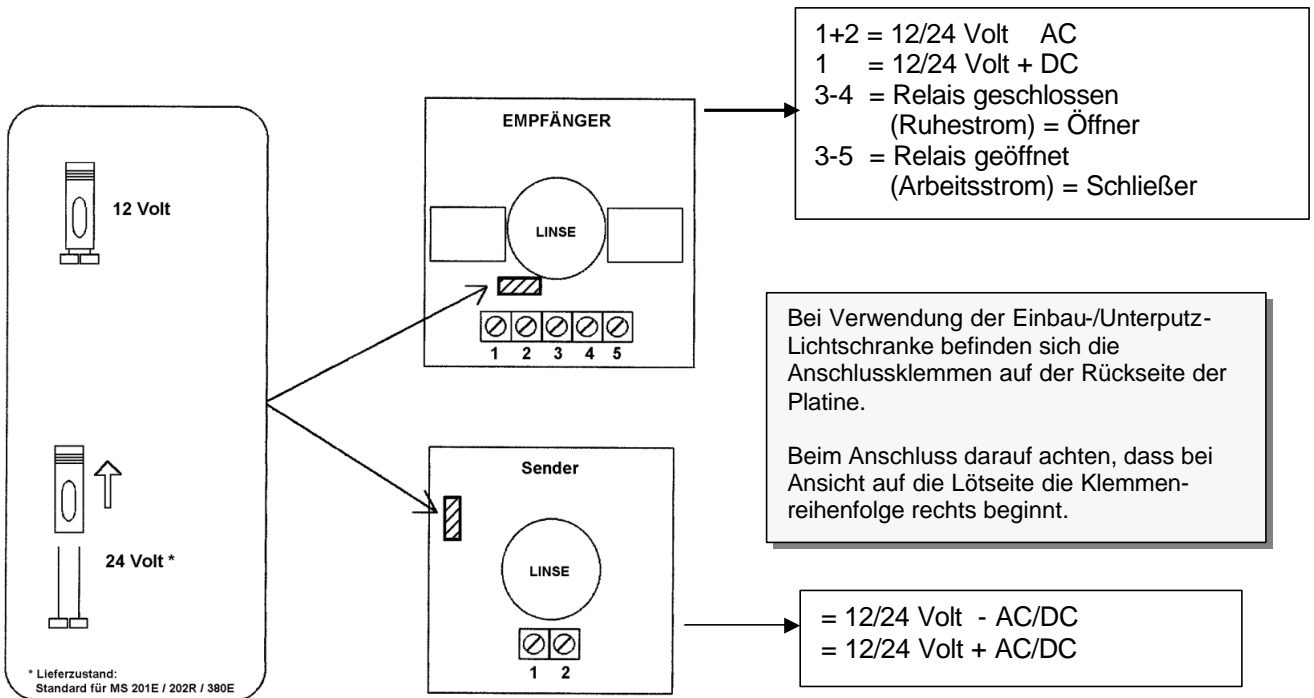 12 Volt
24 Volt *
* Lieferzustand:
Standard für MS 201E / 202R / 380E
EMPFÄNGER
LINSE
1 2 3 4 5
Sender
LINSE
1 2
1+2 = 12/24 Volt AC
1 = 12/24 Volt + DC
3-4 = Relais geschlossen
(Ruhestrom) = Öffner
3-5 = Relais geöffnet
(Arbeitsstrom) = Schließer
Bei Verwendung der Einbau-/Unterputz-
Lichtschranke befinden sich die
Anschlussklemmen auf der Rückseite der
Platine.
Beim Anschluss darauf achten, dass bei
Ansicht auf die Lötseite die Klemmen-
reihenfolge rechts beginnt.
= 12/24 Volt - AC/DC
= 12/24 Volt + AC/DC